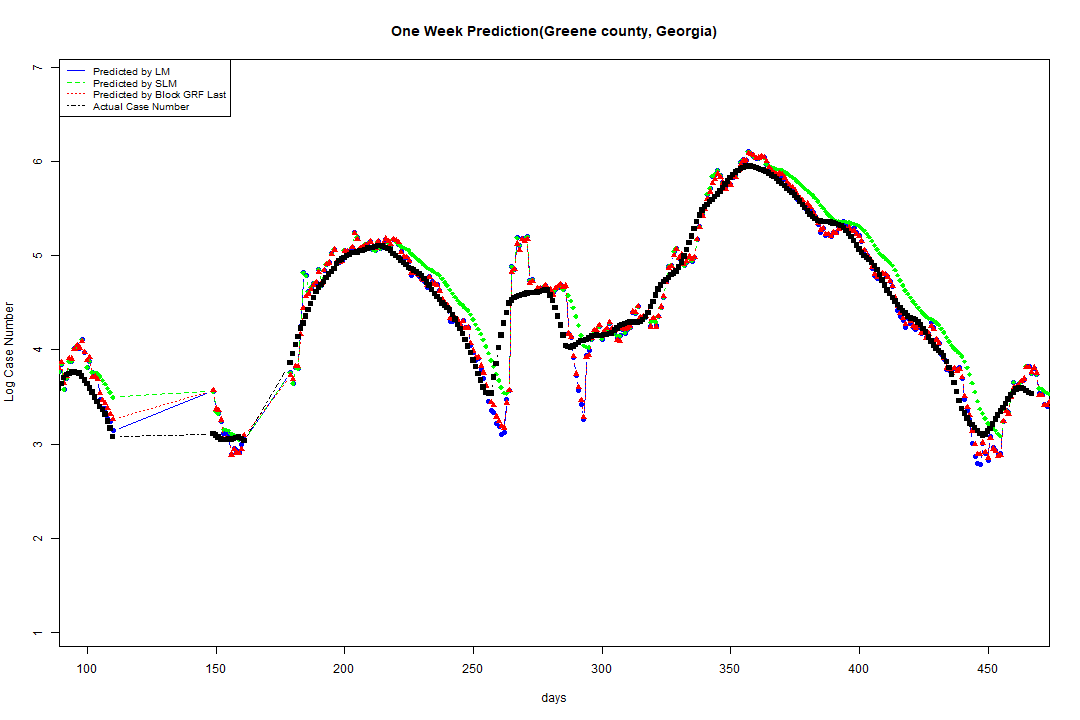 One Week Prediction(Greene county, Georgia)
Predicted by LM
Predicted by SLM
Predicted by Block GRF Last
Actual Case Number
Log Case Number
7
6
5
4
3
2
1
100 150 200 250 300 350 400 450
days